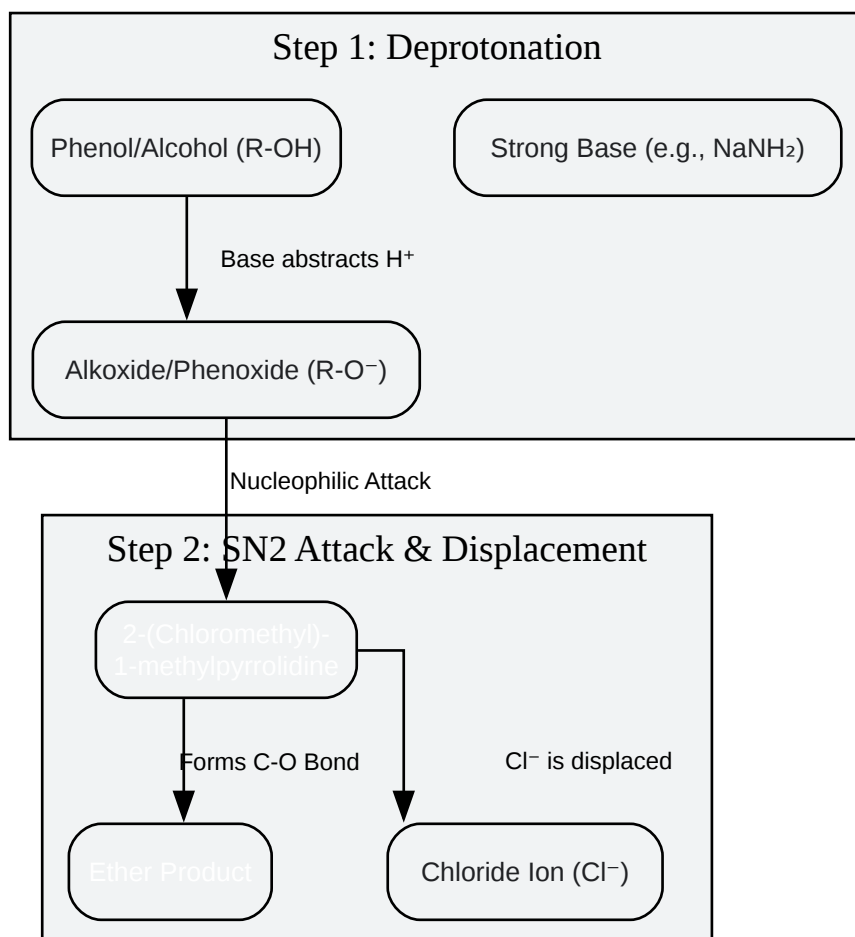 Step 1: Deprotonation
Phenol/Alcohol (R-OH)
Strong Base (e.g., NaNH₂)
Base abstracts H⁺
Alkoxide/Phenoxide (R-O⁻)
Nucleophilic Attack
Step 2: SN2 Attack & Displacement
2-(Chloromethyl)-
1-methylpyrrolidine
Forms C-O Bond
Cl⁻ is displaced
Ether Product
Chloride Ion (Cl⁻)